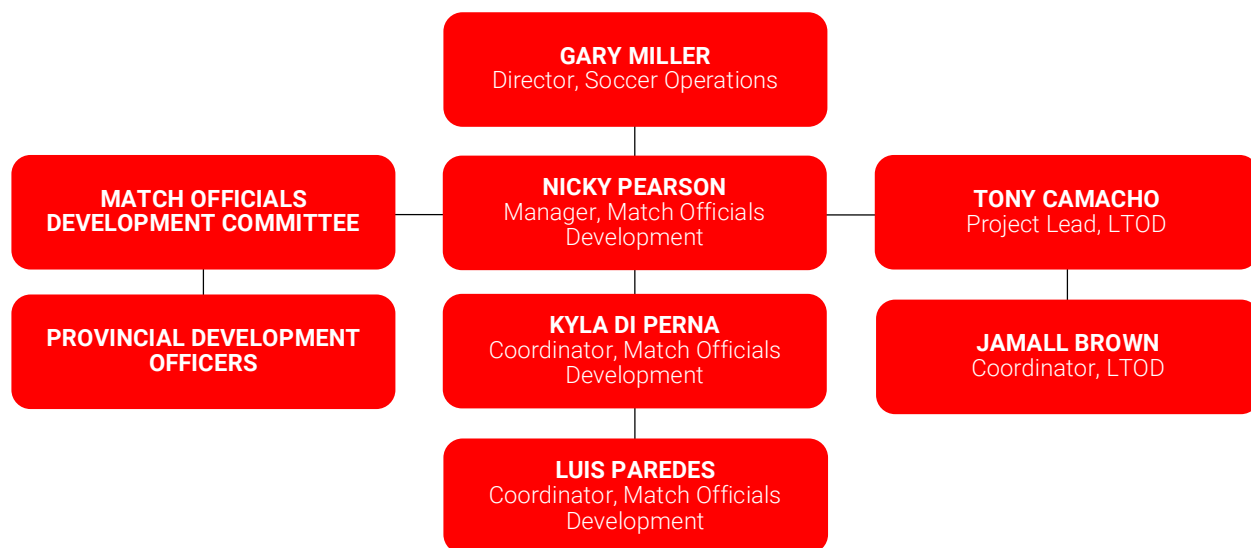 GARY MILLER
Director, Soccer Operations
MATCH OFFICIALS
DEVELOPMENT COMMITTEE
NICKY PEARSON
Manager, Match Officials
Development
TONY CAMACHO
Project Lead, LTOD
PROVINCIAL DEVELOPMENT
OFFICERS
KYLA DI PERNA
Coordinator, Match Officials
Development
JAMALL BROWN
Coordinator, LTOD
LUIS PAREDES
Coordinator, Match Officials
Development